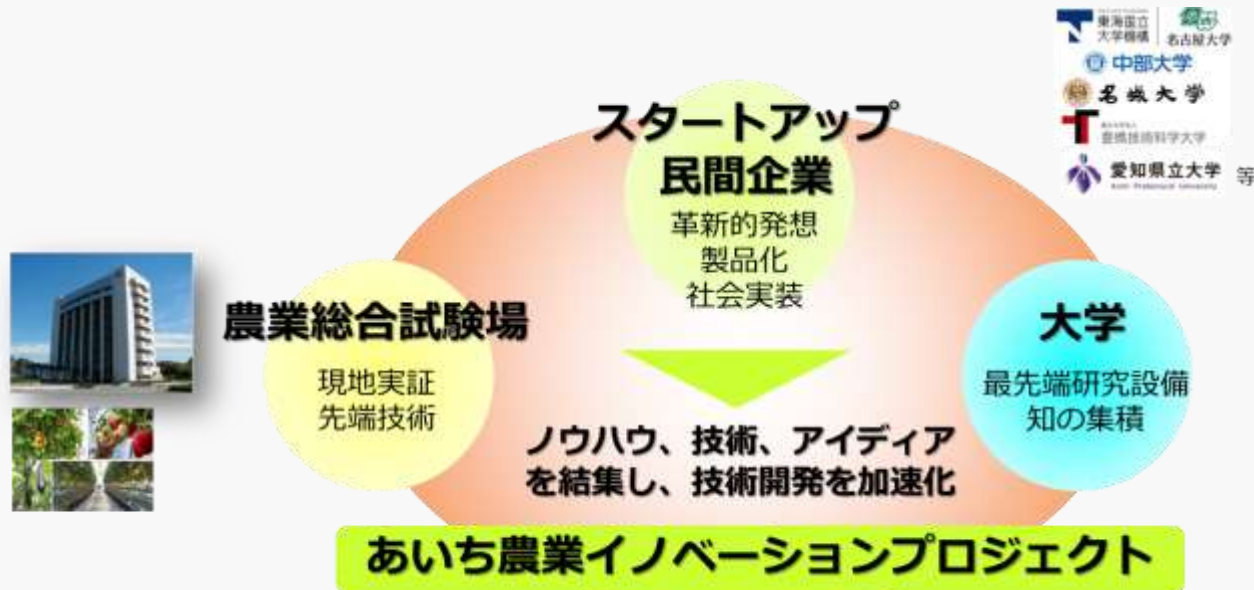 東海国立
大学機構
名古屋大学
中部大学
名城大学
豊橋技術科学大学
愛知県立大学 等
スタートアップ
民間企業
革新的発想
製品化
社会実装
農業総合試験場
現地実証
先端技術
大学
最先端研究設備
知の集積
ノウハウ、技術、アイディア
を結集し、技術開発を加速化
あいち農業イノベーションプロジェクト